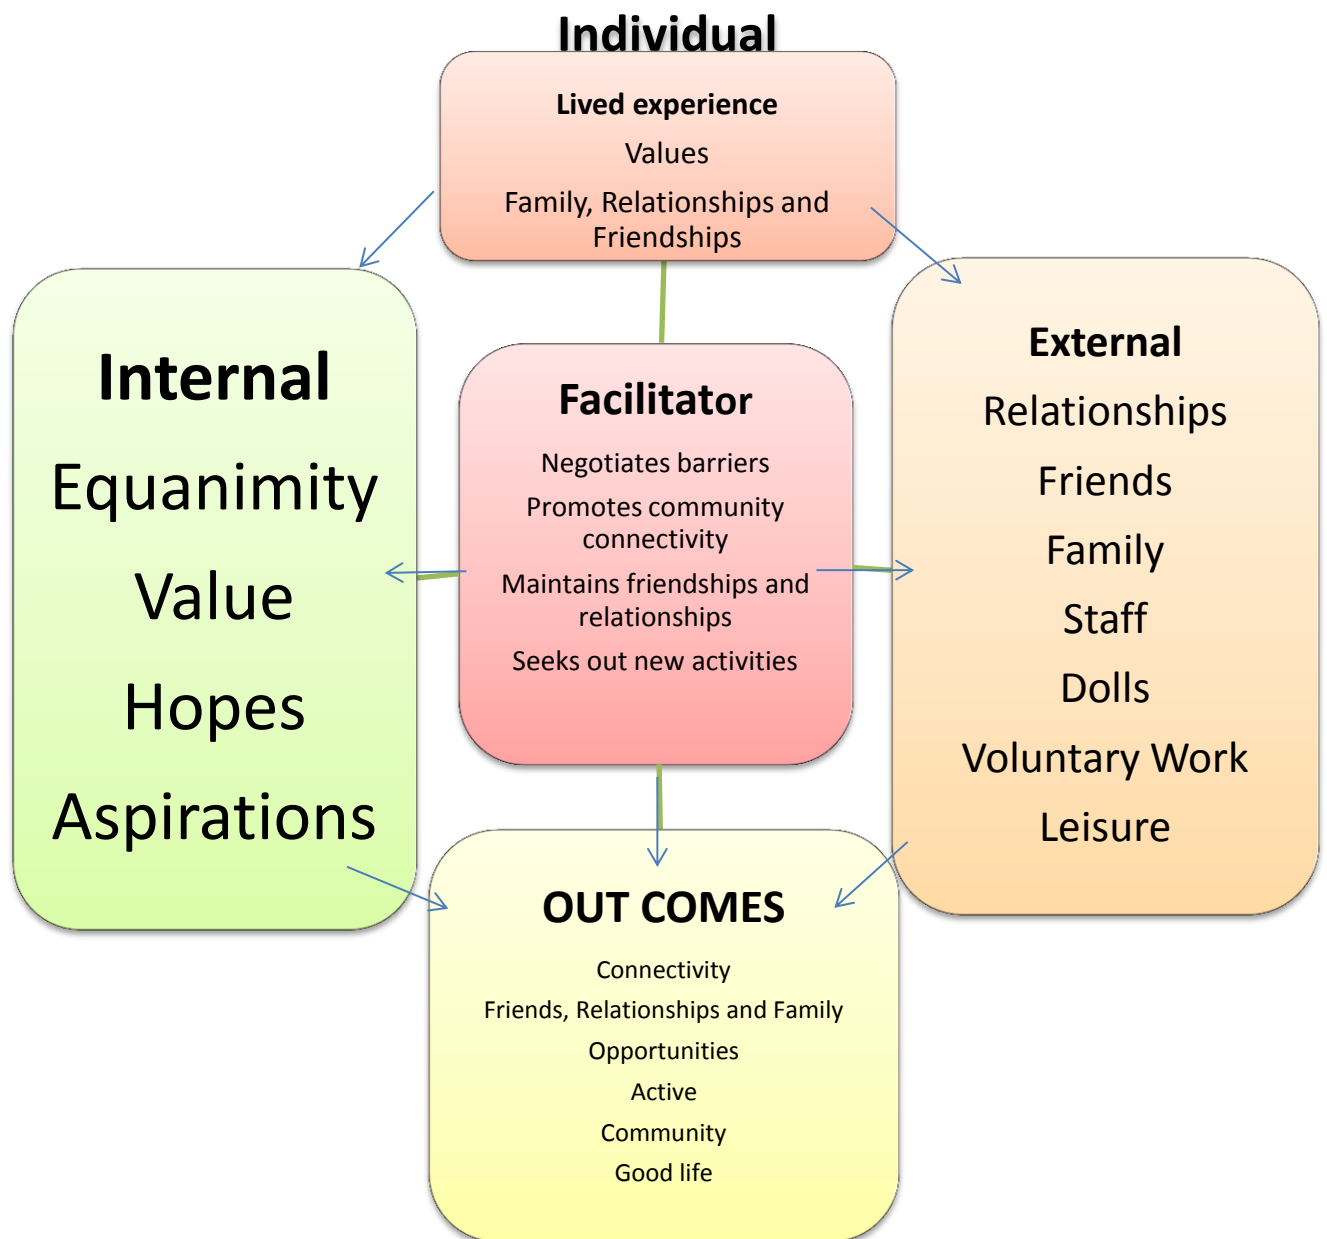 Individual
Lived experience
Values
Family, Relationships and
Friendships
Internal
Equanimity
Value
Hopes
Aspirations
Facilitator
Negotiates barriers
Promotes community
connectivity
Maintains friendships and
relationships
Seeks out new activities
External
Relationships
Friends
Family
Staff
Dolls
Voluntary Work
Leisure
OUT COMES
Connectivity
Friends, Relationships and Family
Opportunities
Active
Community
Good life